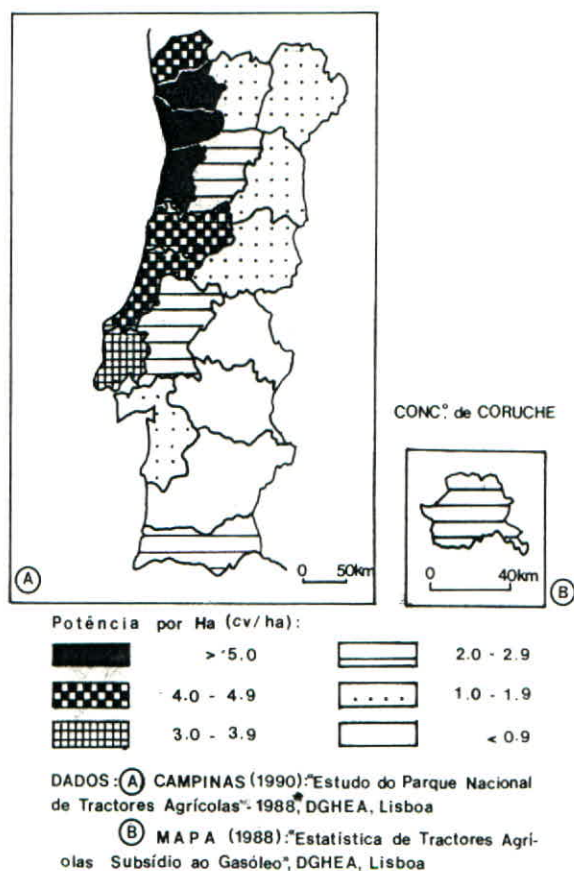 CONC.º de CORUCHE
A
0 50km
0 40km
B
Potência por Ha (cv/ha):
> 5.0
2.0 - 2.9
4.0 - 4.9
1.0 - 1.9
3.0 - 3.9
< 0.9
DADOS: A CAMPINAS (1990): "Estudo do Parque Nacional
de Tractores Agrícolas" - 1988*, DGHEA, Lisboa
B MAPA (1988): "Estatística de Tractores Agrí-
olas Subsídio ao Gasóleo", DGHEA, Lisboa